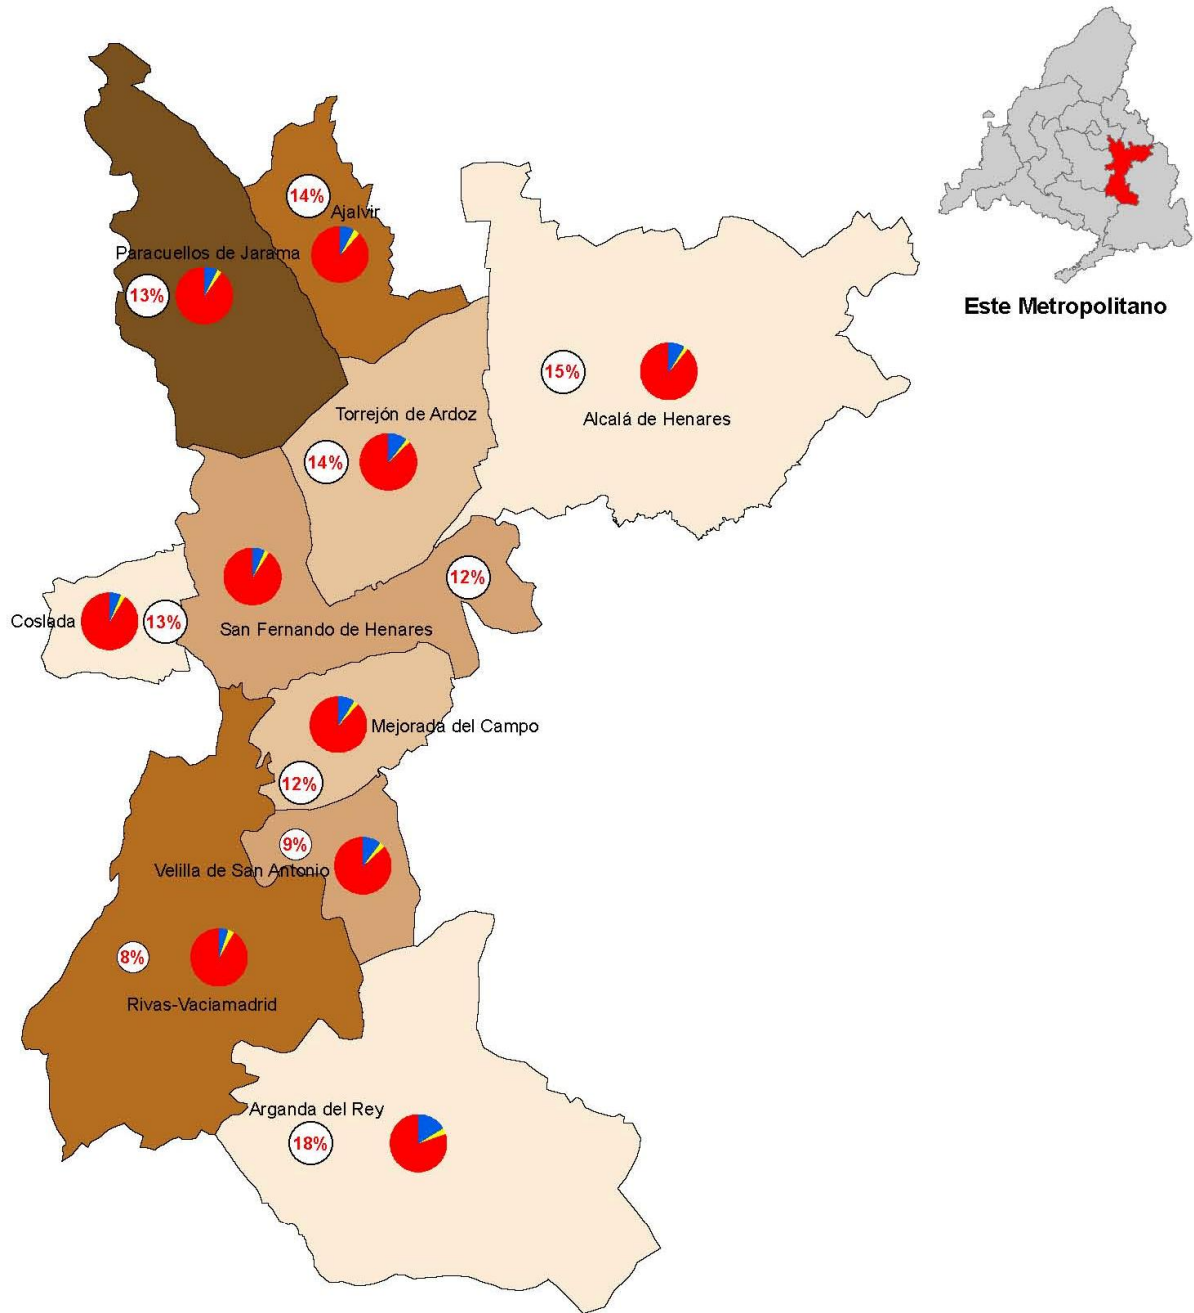 Este Metropolitano
14%
Ajalvir
Paracuellos de Jarama
13%
15%
Alcalá de Henares
Torrejón de Ardoz
14%
12%
Coslada
13%
San Fernando de Henares
Mejorada del Campo
12%
9%
Velilla de San Antonio
8%
Rivas-Vaciamadrid
Arganda del Rey
18%